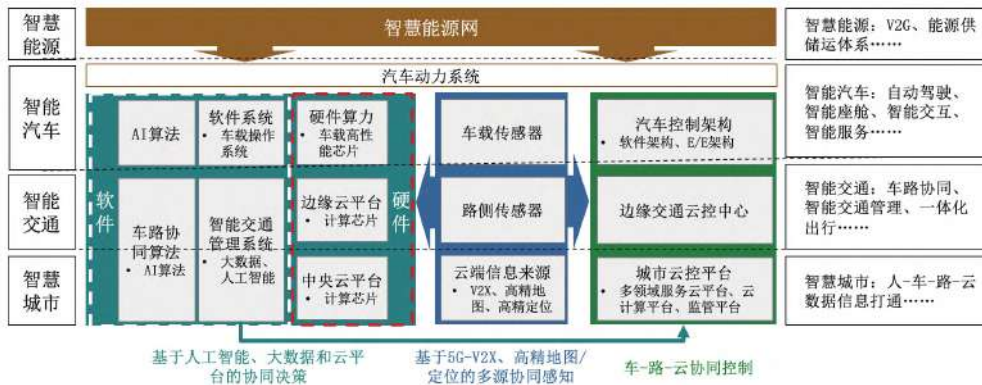 智慧
能源
智慧能源网
智慧能源：V2G、能源供
储运体系……
汽车动力系统
智能
汽车
AI算法
软件系统
• 车载操作
系统
硬件算力
• 车载高性
能芯片
车载传感器
汽车控制架构
• 软件架构、E/E架构
智能汽车：自动驾驶、
智能座舱、智能交互、
智能服务……
软
件
硬
件
智能
交通
车路协
同算法
• AI算法
智能交通
管理系统
• 大数据、
人工智能
边缘云平台
• 计算芯片
路侧传感器
边缘交通云控中心
智能交通：车路协同、
智能交通管理、一体化
出行……
智慧
城市
中央云平台
• 计算芯片
云端信息来源
• V2X、高精地
图、高精定位
城市云控平台
• 多领域服务云平台、云
计算平台、监管平台
智慧城市：人-车-路-云
数据信息打通……
基于人工智能、大数据和云平
台的协同决策
基于5G-V2X、高精地图/
定位的多源协同感知
车-路-云协同控制